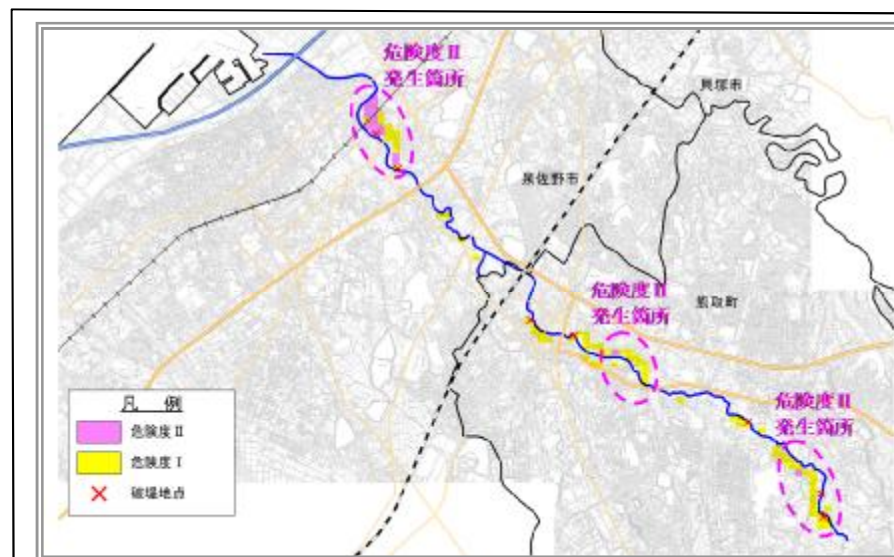 危険度Ⅱ
発生箇所
貝塚市
泉佐野市
危険度Ⅱ
発生箇所
熊取町
危険度Ⅱ
発生箇所
凡 例
危険度Ⅱ
危険度Ⅰ
破堤地点